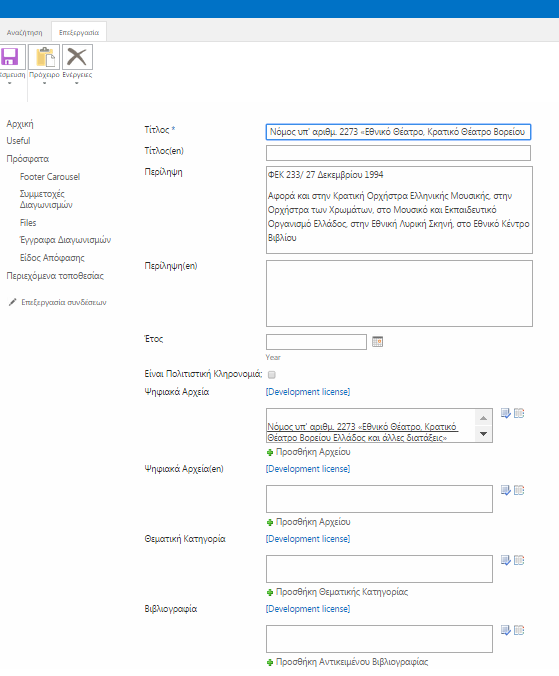 Αναζήτηση
Επεξεργασία
Πρόχειρο
Ενέργειες
Αρχική
Useful
Πρόσφατα
Footer Carousel
Συμμετοχές
Διαγωνισμών
Files
Έγγραφα Διαγωνισμών
Είδος Απόφασης
Περιεχόμενα τοποθεσίας
Επεξεργασία συνδέσεων
Τίτλος *
Νόμος υπ' αριθμ. 2273 «Εθνικό Θέατρο, Κρατικό Θέατρο Βορείου
Τίτλος(en)
Περίληψη
ΦΕΚ 233/ 27 Δεκεμβρίου 1994
Αφορά και στην Κρατική Ορχήστρα Ελληνικής Μουσικής, στην
Ορχήστρα των Χρωμάτων, στο Μουσικό και Εκπαιδευτικό
Οργανισμό Ελλάδος, στην Εθνική Λυρική Σκηνή, στο Εθνικό Κέντρο
Βιβλίου
Περίληψη(en)
Έτος
Year
Είναι Πολιτιστική Κληρονομιά;
Ψηφιακά Αρχεία
[Development license]
Νόμος υπ' αριθμ. 2273 «Εθνικό Θέατρο, Κρατικό
Θέατρο Βορείου Ελλάδος και άλλες διατάξεις»
Προσθήκη Αρχείου
Ψηφιακά Αρχεία(en)
[Development license]
Προσθήκη Αρχείου
Θεματική Κατηγορία
[Development license]
Προσθήκη Θεματικής Κατηγορίας
Βιβλιογραφία
[Development license]
Προσθήκη Αντικειμένου Βιβλιογραφίας